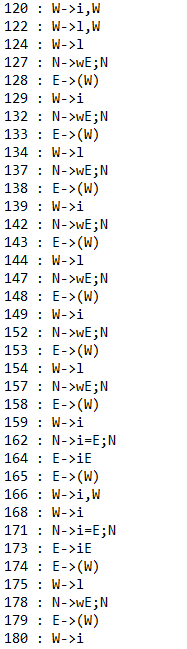 120 : W->i,W
122 : W->l,W
124 : W->l
127 : N->wE;N
128 : E->(W)
129 : W->i
132 : N->wE;N
133 : E->(W)
134 : W->l
137 : N->wE;N
138 : E->(W)
139 : W->i
142 : N->wE;N
143 : E->(W)
144 : W->l
147 : N->wE;N
148 : E->(W)
149 : W->i
152 : N->wE;N
153 : E->(W)
154 : W->l
157 : N->wE;N
158 : E->(W)
159 : W->i
162 : N->i=E;N
164 : E->iE
165 : E->(W)
166 : W->i,W
168 : W->i
171 : N->i=E;N
173 : E->iE
174 : E->(W)
175 : W->l
178 : N->wE;N
179 : E->(W)
180 : W->i